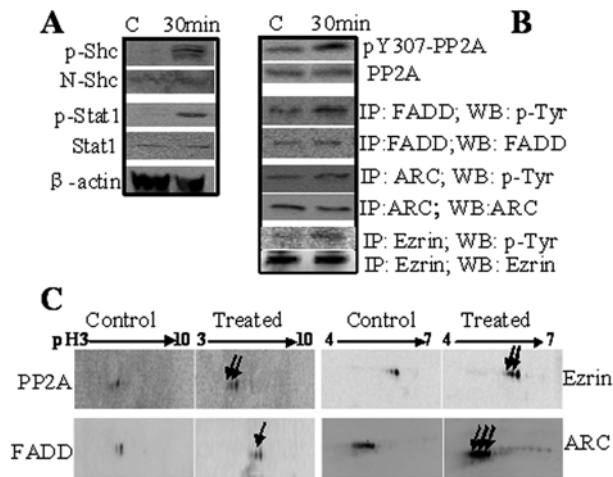 A
C 30min
p-Shc
N-Shc
p-Stat1
Stat1
β-actin
B
C 30min
pY307-PP2A
PP2A
IP: FADD; WB: p-Tyr
IP:FADD;WB: FADD
IP: ARC; WB: p-Tyr
IP:ARC; WB:ARC
IP: Ezrin; WB: p-Tyr
IP: Ezrin; WB: Ezrin
C
Control Treated Control Treated
p H3 10 3 10 4 7 4 7
PP2A Ezrin
FADD ARC